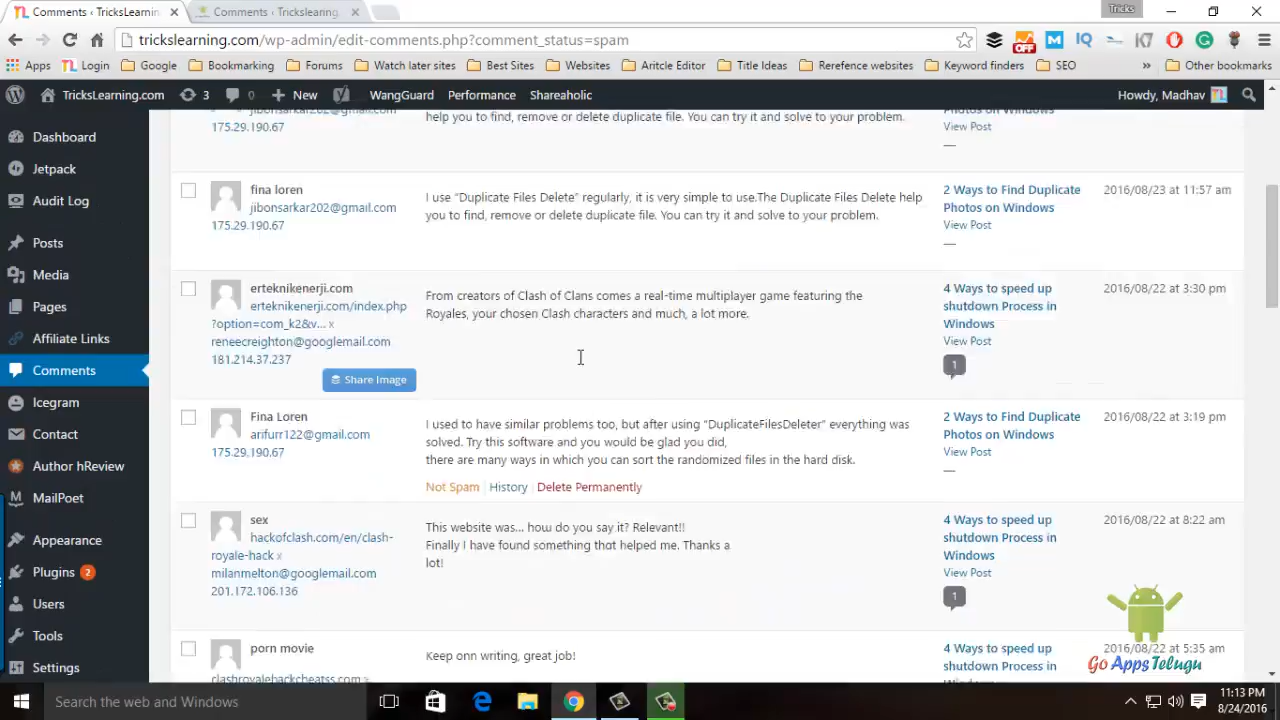 Comments ‹ TricksLearnin
Comments ‹ Trickslearning.
Tricks
trickslearning.com/wp-admin/edit-comments.php?comment_status=spam
OFF
M
IQ
K7
Apps
Login
Google
Bookmarking
Forums
Watch later sites
Best Sites
Websites
Aritcle Editor
Title Ideas
Rerefence websites
Keyword finders
SEO
»
Other bookmarks
TricksLearning.com
3
0
New
WangGuard
Performance
Shareaholic
Howdy, Madhav
Dashboard
Jetpack
Audit Log
Posts
Media
Pages
Affiliate Links
Comments
Icegram
Contact
Author hReview
MailPoet
Appearance
Plugins 2
Users
Tools
Settings
jibonsarkar202@gmail.com
175.29.190.67
help you to find, remove or delete duplicate file. You can try it and solve to your problem.
Photos on Windows
View Post
—
fina loren
jibonsarkar202@gmail.com
175.29.190.67
I use “Duplicate Files Delete” regularly, it is very simple to use.The Duplicate Files Delete help
you to find, remove or delete duplicate file. You can try it and solve to your problem.
2 Ways to Find Duplicate
Photos on Windows
View Post
—
2016/08/23 at 11:57 am
erteknikenerji.com
erteknikenerji.com/index.php
?option=com_k2&v... x
reneecreighton@googlemail.com
181.214.37.237
Share Image
From creators of Clash of Clans comes a real-time multiplayer game featuring the
Royales, your chosen Clash characters and much, a lot more.
4 Ways to speed up
shutdown Process in
Windows
View Post
1
2016/08/22 at 3:30 pm
Fina Loren
arifurr122@gmail.com
175.29.190.67
I used to have similar problems too, but after using “DuplicateFilesDeleter” everything was
solved. Try this software and you would be glad you did,
there are many ways in which you can sort the randomized files in the hard disk.
Not Spam | History | Delete Permanently
2 Ways to Find Duplicate
Photos on Windows
View Post
—
2016/08/22 at 3:19 pm
sex
hackofclash.com/en/clash-
royale-hack x
milanmelton@googlemail.com
201.172.106.136
This website was... how do you say it? Relevant!!
Finally I have found something that helped me. Thanks a
lot!
4 Ways to speed up
shutdown Process in
Windows
View Post
1
2016/08/22 at 8:22 am
porn movie
clashroyalehackcheatss.com x
Keep onn writing, great job!
4 Ways to speed up
shutdown Process in
2016/08/22 at 5:35 am
Go Apps Telugu
Search the web and Windows
11:13 PM
8/24/2016